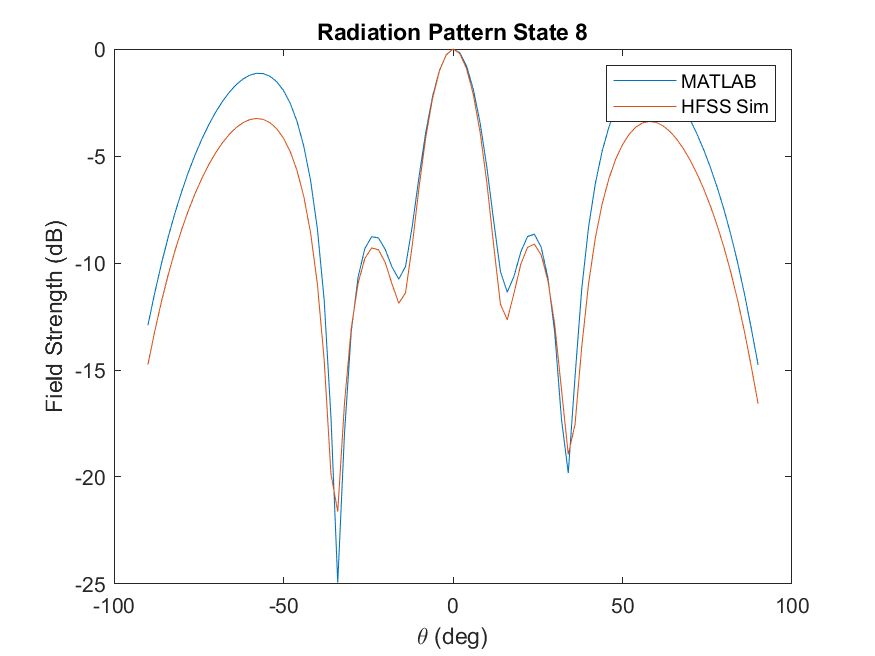 Radiation Pattern State 8
MATLAB
HFSS Sim
0
-5
-10
-15
-20
-25
Field Strength (dB)
-100
-50
0
50
100
θ (deg)